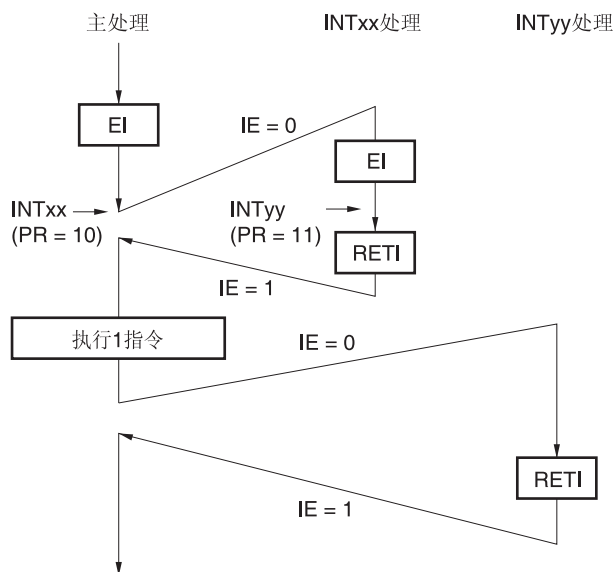 主处理
INTxx处理
INTyy处理
EI
IE = 0
EI
INTxx
(PR = 10)
INTyy
(PR = 11)
RETI
IE = 1
执行1指令
IE = 0
RETI
IE = 1